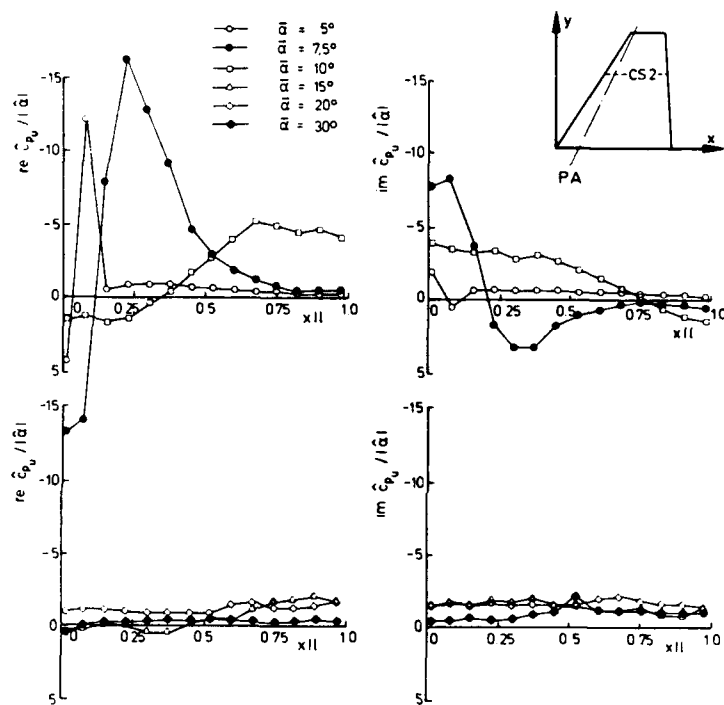 ᾱ = 5°
ᾱ = 7.5°
ᾱ = 10°
ᾱ = 15°
ᾱ = 20°
ᾱ = 30°
y
CS 2
x
PA
re ĉpᵤ / |α̂|
-15
-10
-5
0
5
0
0.25
0.5
0.75
1.0
x/l
im ĉpᵤ / |α̂|
-15
-10
-5
0
5
0
0.25
0.5
0.75
1.0
x/l
re ĉpᵤ / |α̂|
-15
-10
-5
0
5
0
0.25
0.5
0.75
1.0
x/l
im ĉpᵤ / |α̂|
-15
-10
-5
0
5
0
0.25
0.5
0.75
1.0
x/l